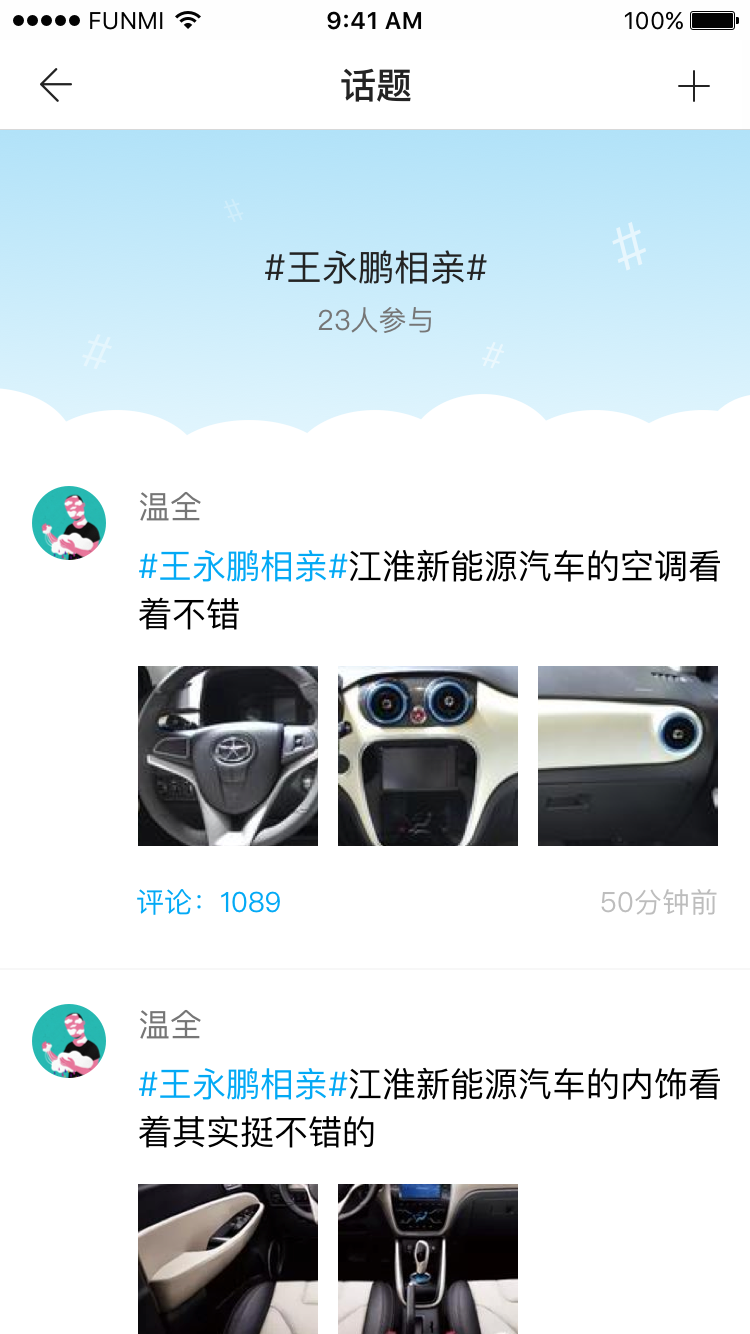 FUNMI
9:41 AM
100%
话题
#王永鹏相亲#
23人参与
温全
#王永鹏相亲#江淮新能源汽车的空调看
着不错
评论：1089
50分钟前
温全
#王永鹏相亲#江淮新能源汽车的内饰看
着其实挺不错的